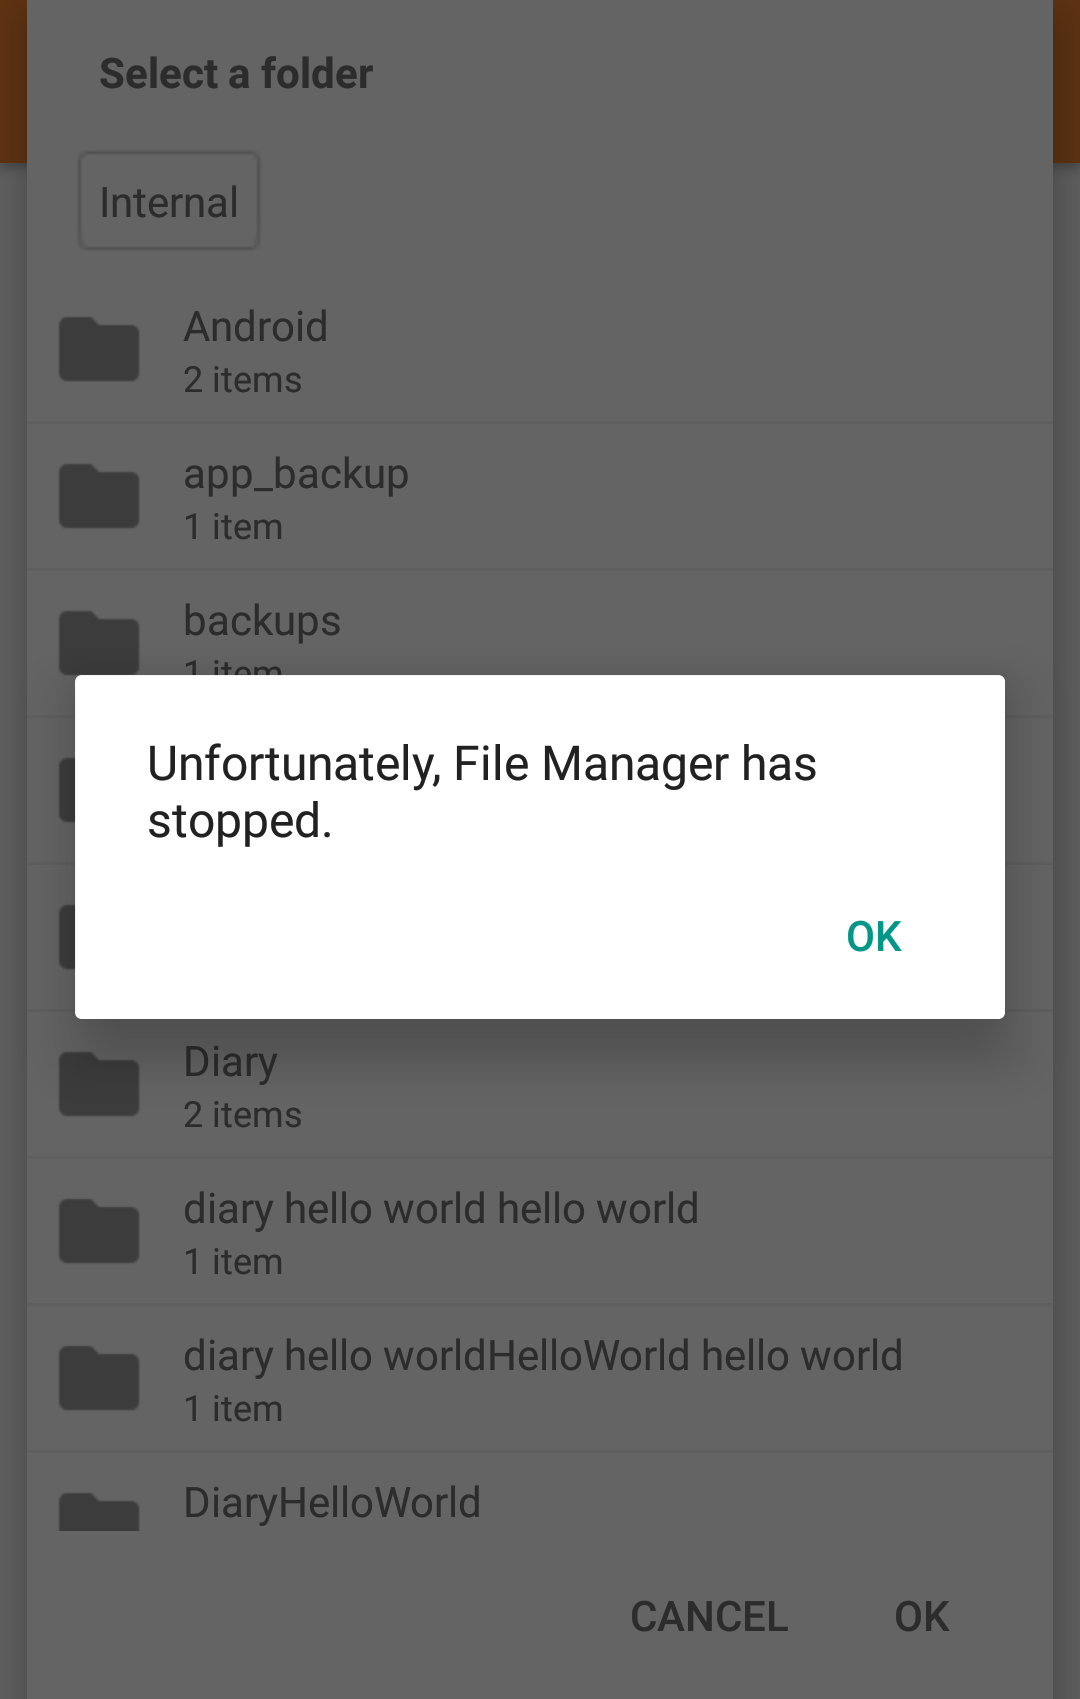 Select a folder
Internal
Android
2 items
app_backup
1 item
backups
1 item
Unfortunately, File Manager has
stopped.
OK
Diary
2 items
diary hello world hello world
1 item
diary hello worldHelloWorld hello world
1 item
DiaryHelloWorld
CANCEL OK